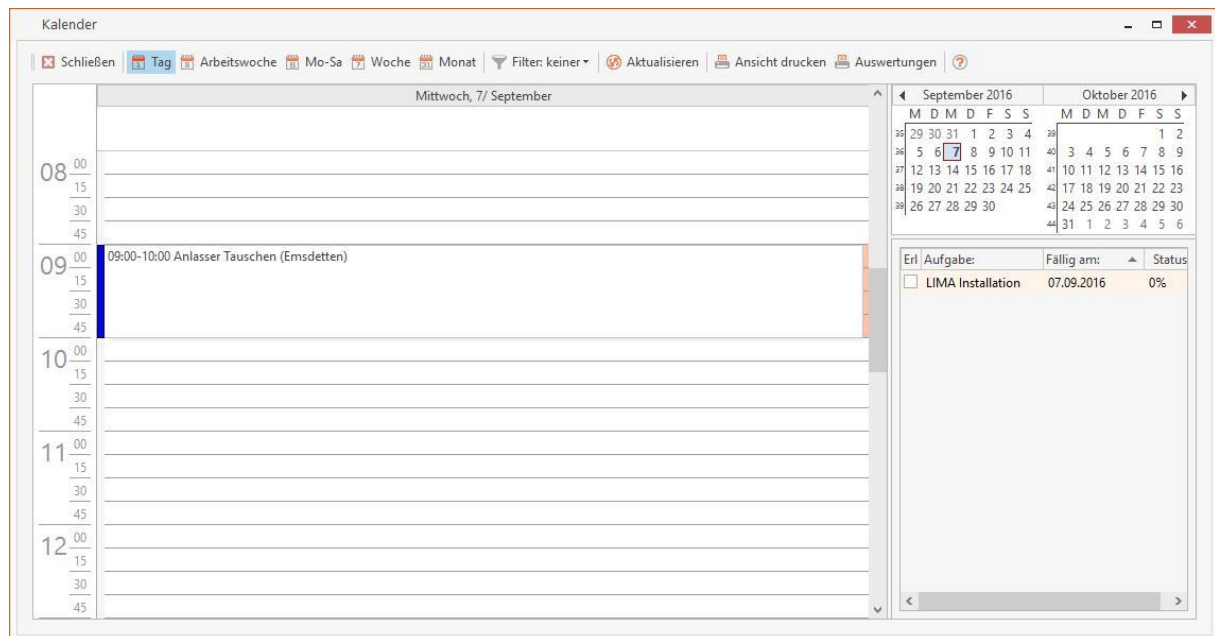 Kalender
Schließen Tag Arbeitswoche Mo-Sa Woche Monat Filter: keiner Aktualisieren Ansicht drucken Auswertungen
Mittwoch, 7/ September
08 00
15
30
45
09 00
09:00-10:00 Anlasser Tauschen (Emsdetten)
15
30
45
10 00
15
30
45
11 00
15
30
45
12 00
15
30
45
September 2016 Oktober 2016
M D M D F S S M D M D F S S
35 29 30 31 1 2 3 4 39 1 2
36 5 6 7 8 9 10 11 40 3 4 5 6 7 8 9
37 12 13 14 15 16 17 18 41 10 11 12 13 14 15 16
38 19 20 21 22 23 24 25 42 17 18 19 20 21 22 23
39 26 27 28 29 30 43 24 25 26 27 28 29 30
44 31 1 2 3 4 5 6
Erl Aufgabe: Fällig am: Status
LIMA Installation 07.09.2016 0%